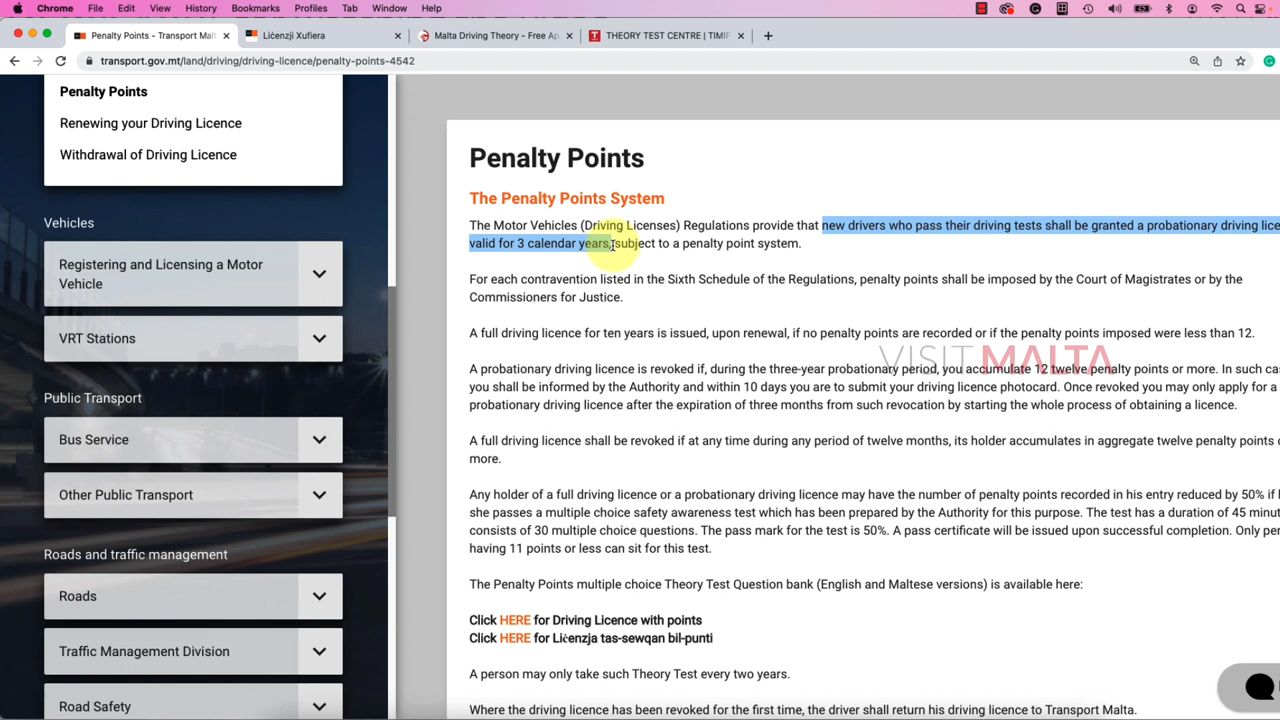 Chrome File Edit View History Bookmarks Profiles Tab Window Help
Penalty Points - Transport Malt
Liċenzji Xufiera
Malta Driving Theory - Free Ap
THEORY TEST CENTRE | TIMIF
transport.gov.mt/land/driving/driving-licence/penalty-points-4542
Penalty Points
Renewing your Driving Licence
Withdrawal of Driving Licence
Vehicles
Registering and Licensing a Motor
Vehicle
VRT Stations
Public Transport
Bus Service
Other Public Transport
Roads and traffic management
Roads
Traffic Management Division
Road Safety
Penalty Points
The Penalty Points System
The Motor Vehicles (Driving Licenses) Regulations provide that new drivers who pass their driving tests shall be granted a probationary driving lice
valid for 3 calendar years, subject to a penalty point system.
For each contravention listed in the Sixth Schedule of the Regulations, penalty points shall be imposed by the Court of Magistrates or by the
Commissioners for Justice.
A full driving licence for ten years is issued, upon renewal, if no penalty points are recorded or if the penalty points imposed were less than 12.
VISIT MALTA
A probationary driving licence is revoked if, during the three-year probationary period, you accumulate 12 twelve penalty points or more. In such cas
you shall be informed by the Authority and within 10 days you are to submit your driving licence photocard. Once revoked you may only apply for a
probationary driving licence after the expiration of three months from such revocation by starting the whole process of obtaining a licence.
A full driving licence shall be revoked if at any time during any period of twelve months, its holder accumulates in aggregate twelve penalty points o
more.
Any holder of a full driving licence or a probationary driving licence may have the number of penalty points recorded in his entry reduced by 50% if h
she passes a multiple choice safety awareness test which has been prepared by the Authority for this purpose. The test has a duration of 45 minut
consists of 30 multiple choice questions. The pass mark for the test is 50%. A pass certificate will be issued upon successful completion. Only per
having 11 points or less can sit for this test.
The Penalty Points multiple choice Theory Test Question bank (English and Maltese versions) is available here:
Click HERE for Driving Licence with points
Click HERE for Liċenzja tas-sewqan bil-punti
A person may only take such Theory Test every two years.
Where the driving licence has been revoked for the first time, the driver shall return his driving licence to Transport Malta.